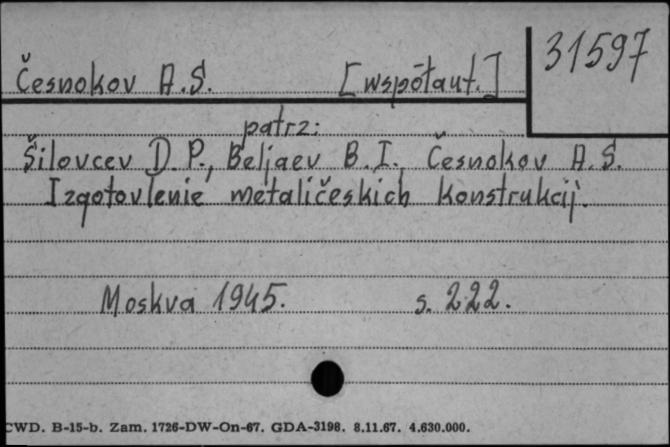 31597
Česnokov A.S. [współaut.]
patrz:
Šilovcev D.P., Beljaev B.I., Česnokov A.S.
Izgotovlenie metaličeskich konstrukcij.
Moskva 1945. s. 222.
CWD. B-15-b. Zam. 1726-DW-On-67. GDA-3198. 8.11.67. 4.630.000.